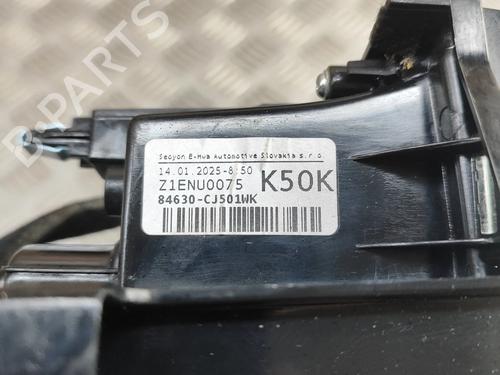 B-PARTS
Seoyon E-Hwa Automotive Slovakia s.r.o.
14.01.2025-8:50
Z1ENU0075 K50K
84630-CJ501WK